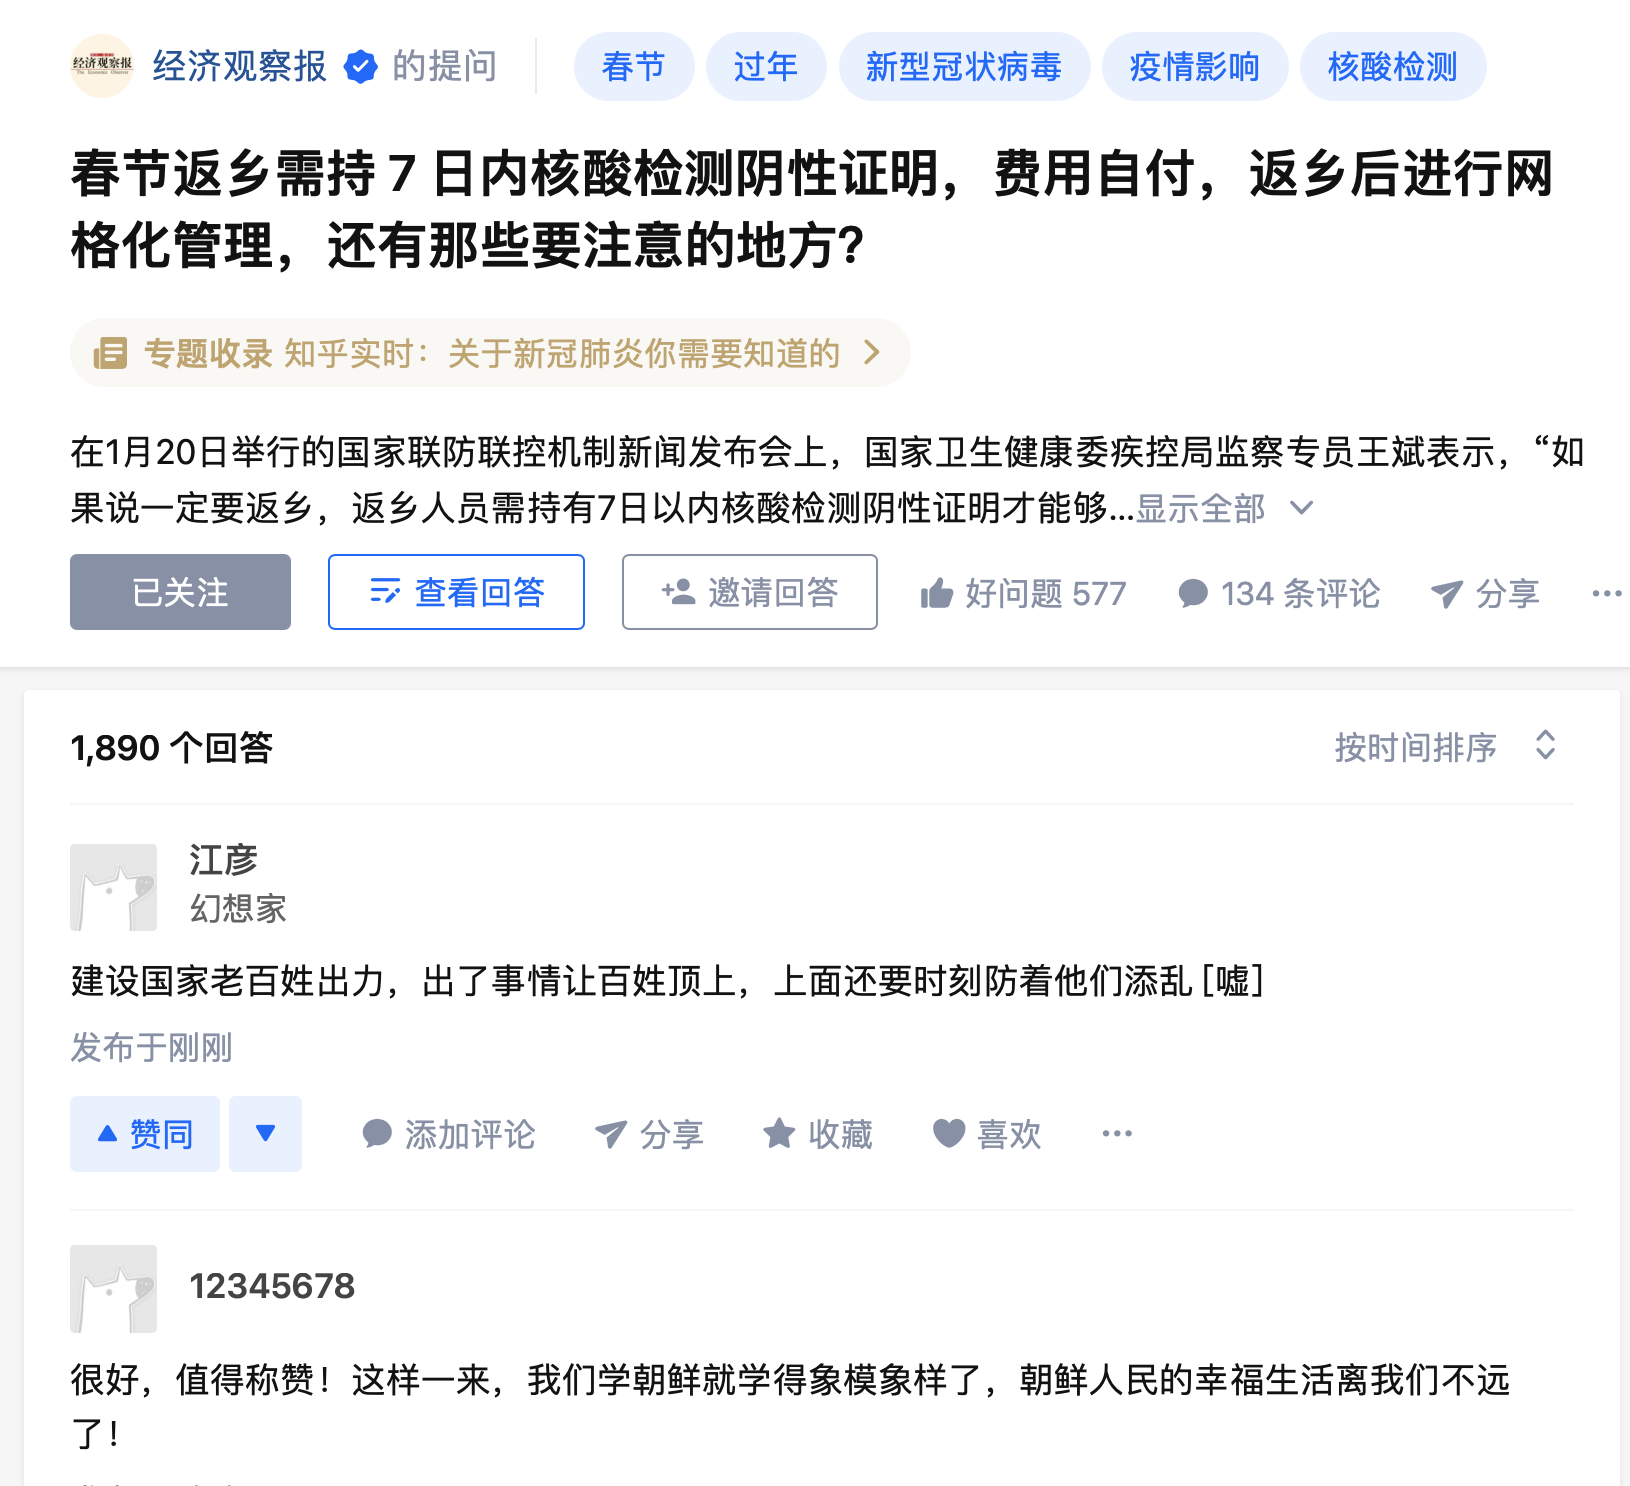 经济观察报
The Economic Observer
经济观察报 的提问
春节 过年 新型冠状病毒 疫情影响 核酸检测
春节返乡需持 7 日内核酸检测阴性证明，费用自付，返乡后进行网
格化管理，还有那些要注意的地方?
专题收录 知乎实时：关于新冠肺炎你需要知道的
在1月20日举行的国家联防联控机制新闻发布会上，国家卫生健康委疾控局监察专员王斌表示，“如
果说一定要返乡，返乡人员需持有7日以内核酸检测阴性证明才能够...显示全部
已关注 查看回答 邀请回答 好问题 577 134 条评论 分享
1,890 个回答 按时间排序
江彦
幻想家
建设国家老百姓出力，出了事情让百姓顶上，上面还要时刻防着他们添乱 [嘘]
发布于刚刚
赞同 添加评论 分享 收藏 喜欢
12345678
很好，值得称赞！这样一来，我们学朝鲜就学得象模象样了，朝鲜人民的幸福生活离我们不远
了！